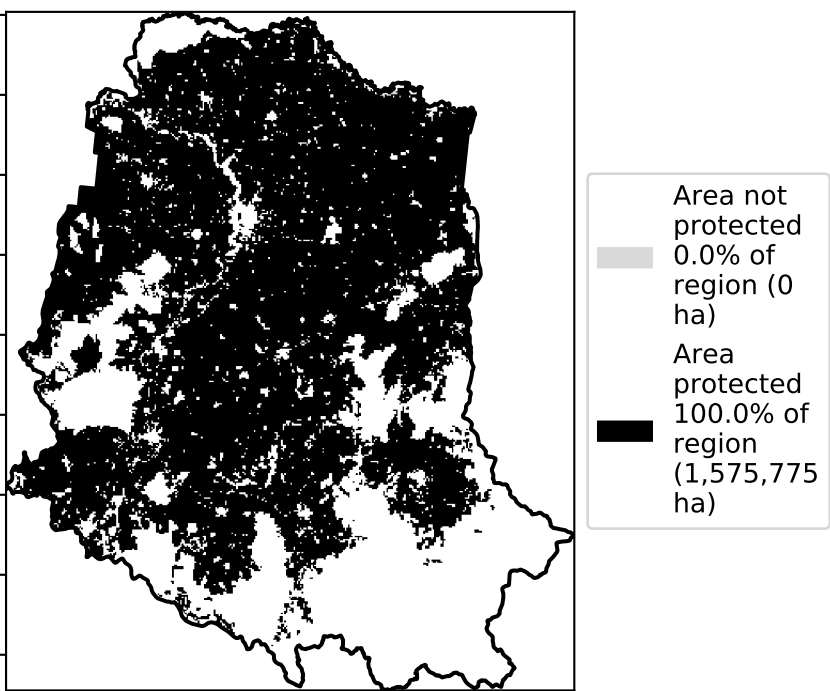 Area not
protected
0.0% of
region (0
ha)
Area
protected
100.0% of
region
(1,575,775
ha)